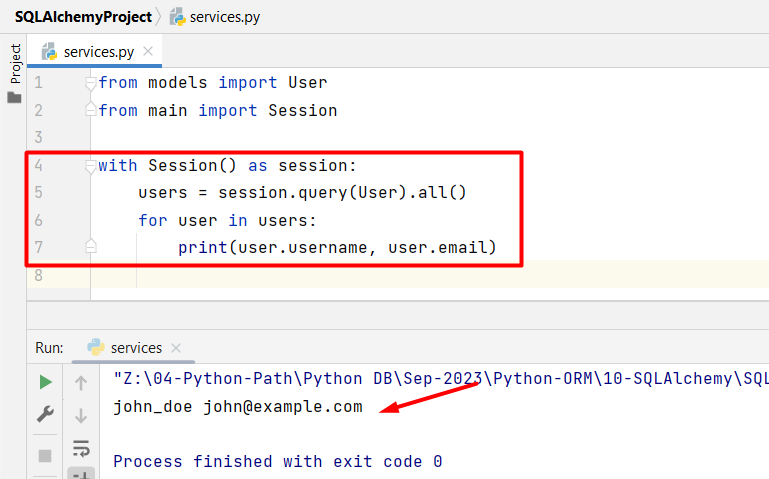 SQLAlchemyProject services.py
Project
services.py
1 from models import User
2 from main import Session
3
4 with Session() as session:
5 users = session.query(User).all()
6 for user in users:
7 print(user.username, user.email)
8
Run: services
"Z:\04-Python-Path\Python DB\Sep-2023\Python-ORM\10-SQLAlchemy\SQL
john_doe john@example.com
Process finished with exit code 0